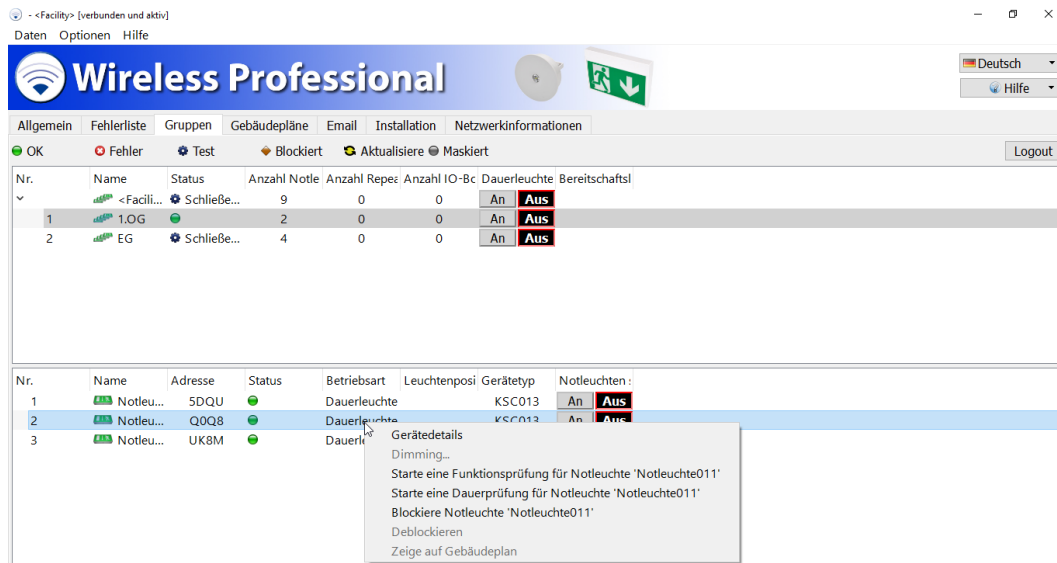 - <Facility> [verbunden und aktiv]
Daten Optionen Hilfe
Wireless Professional
Deutsch
Hilfe
Allgemein Fehlerliste Gruppen Gebäudepläne Email Installation Netzwerkinformationen
OK Fehler Test Blockiert Aktualisiere Maskiert Logout
Nr. Name Status Anzahl Notle Anzahl Repea Anzahl IO-Bc Dauerleuchte Bereitschaftsl
<Facili... Schließe... 9 0 0 An Aus
1 1.OG 2 0 0 An Aus
2 EG Schließe... 4 0 0 An Aus
Nr. Name Adresse Status Betriebsart Leuchtenposi Gerätetyp Notleuchten :
1 Notleu... 5DQU Dauerleuchte KSC013 An Aus
2 Notleu... Q0Q8 Dauerleuchte KSC013 An Aus
3 Notleu... UK8M Dauerle
Gerätedetails
Dimming...
Starte eine Funktionsprüfung für Notleuchte 'Notleuchte011'
Starte eine Dauerprüfung für Notleuchte 'Notleuchte011'
Blockiere Notleuchte 'Notleuchte011'
Deblockieren
Zeige auf Gebäudeplan